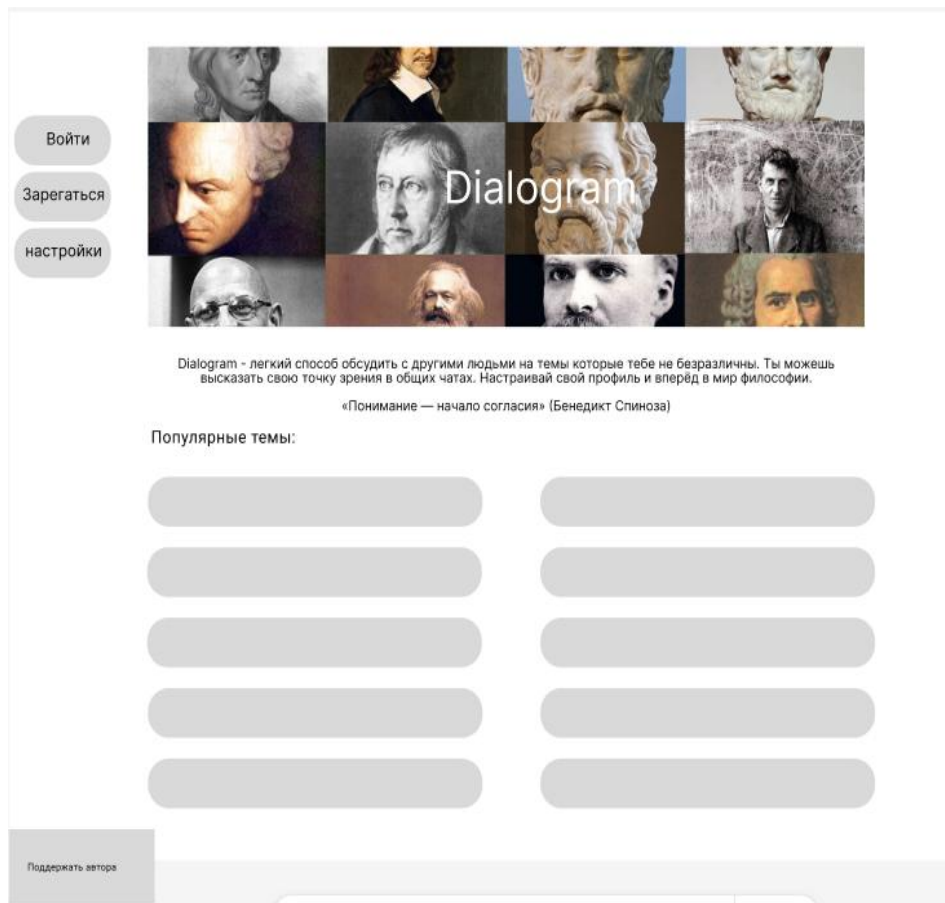 Войти
Зарегаться
настройки
Dialogram
Dialogram - легкий способ обсудить с другими людьми на темы которые тебе не безразличны. Ты можешь
высказать свою точку зрения в общих чатах. Настраивай свой профиль и вперёд в мир философии.
«Понимание — начало согласия» (Бенедикт Спиноза)
Популярные темы:
Поддержать автора